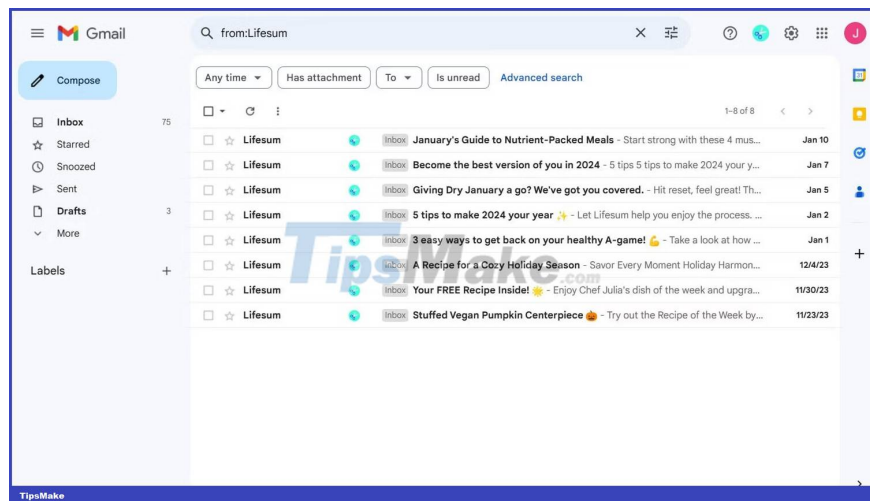 Gmail
from:Lifesum
J
Compose
Any time Has attachment To Is unread Advanced search
31
1–8 of 8
Inbox 75
Starred
Snoozed
Sent
Drafts 3
More
Labels
Lifesum Inbox January's Guide to Nutrient-Packed Meals - Start strong with these 4 mus... Jan 10
Lifesum Inbox Become the best version of you in 2024 - 5 tips 5 tips to make 2024 your y... Jan 7
Lifesum Inbox Giving Dry January a go? We've got you covered. - Hit reset, feel great! Th... Jan 5
Lifesum Inbox 5 tips to make 2024 your year ✨ - Let Lifesum help you enjoy the process. ... Jan 2
Lifesum Inbox 3 easy ways to get back on your healthy A-game! 💪 - Take a look at how ... Jan 1
Lifesum Inbox A Recipe for a Cozy Holiday Season - Savor Every Moment Holiday Harmon... 12/4/23
Lifesum Inbox Your FREE Recipe Inside! 🌟 - Enjoy Chef Julia's dish of the week and upgra... 11/30/23
Lifesum Inbox Stuffed Vegan Pumpkin Centerpiece 🎃 - Try out the Recipe of the Week by... 11/23/23
TipsMake.com
TipsMake